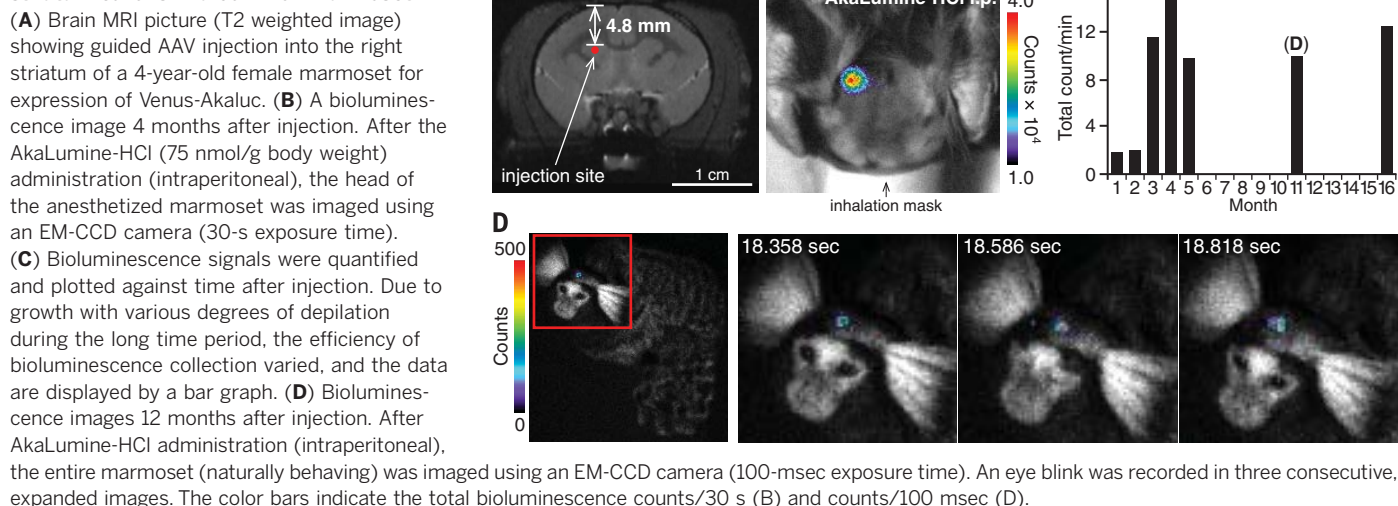 (A) Brain MRI picture (T2 weighted image)
showing guided AAV injection into the right
striatum of a 4-year-old female marmoset for
expression of Venus-Akaluc. (B) A biolumines-
cence image 4 months after injection. After the
AkaLumine-HCl (75 nmol/g body weight)
administration (intraperitoneal), the head of
the anesthetized marmoset was imaged using
an EM-CCD camera (30-s exposure time).
(C) Bioluminescence signals were quantified
and plotted against time after injection. Due to
growth with various degrees of depilation
during the long time period, the efficiency of
bioluminescence collection varied, and the data
are displayed by a bar graph. (D) Biolumines-
cence images 12 months after injection. After
AkaLumine-HCl administration (intraperitoneal),
the entire marmoset (naturally behaving) was imaged using an EM-CCD camera (100-msec exposure time). An eye blink was recorded in three consecutive,
expanded images. The color bars indicate the total bioluminescence counts/30 s (B) and counts/100 msec (D).
4.8 mm
injection site
1 cm
AkaLumine-HCl i.p.
inhalation mask
4.0
Counts × 10⁴
1.0
Total count/min
12
8
4
0
(D)
1 2 3 4 5 6 7 8 9 10 11 12 13 14 15 16
Month
D
500
Counts
0
18.358 sec
18.586 sec
18.818 sec